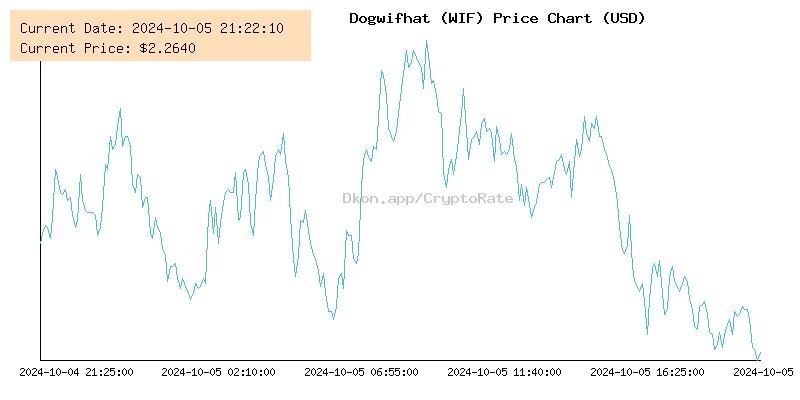 Dogwifhat (WIF) Price Chart (USD)
Current Date: 2024-10-05 21:22:10
Current Price: $2.2640
Dkon.app/CryptoRate
2024-10-04 21:25:00 2024-10-05 02:10:00 2024-10-05 06:55:00 2024-10-05 11:40:00 2024-10-05 16:25:00 2024-10-05